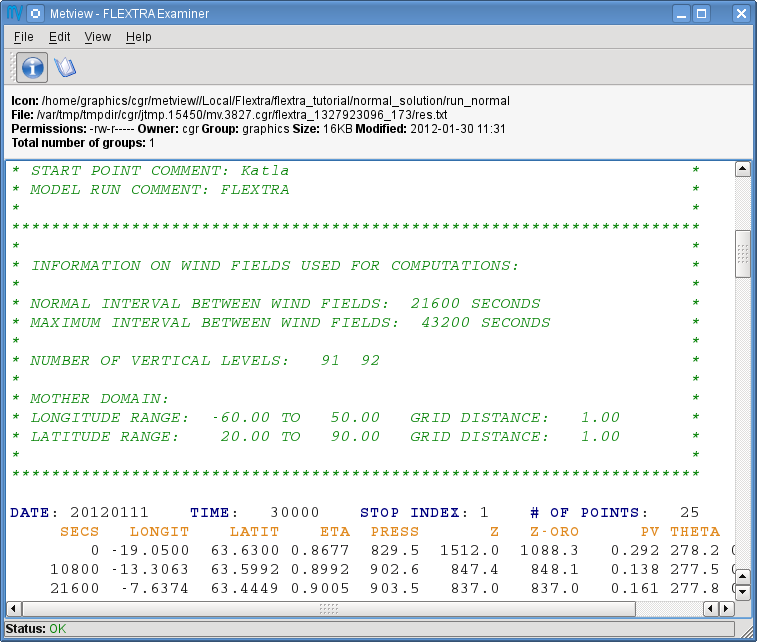 Metview - FLEXTRA Examiner
File Edit View Help
Icon: /home/graphics/cgr/metview//Local/Flextra/flextra_tutorial/normal_solution/run_normal
File: /var/tmp/tmpdir/cgr/jtmp.15450/mv.3827.cgr/flextra_1327923096_173/res.txt
Permissions: -rw-r----- Owner: cgr Group: graphics Size: 16KB Modified: 2012-01-30 11:31
Total number of groups: 1
* START POINT COMMENT: Katla *
* MODEL RUN COMMENT: FLEXTRA *
* *
*********************************************************************
* *
* INFORMATION ON WIND FIELDS USED FOR COMPUTATIONS: *
* *
* NORMAL INTERVAL BETWEEN WIND FIELDS: 21600 SECONDS *
* MAXIMUM INTERVAL BETWEEN WIND FIELDS: 43200 SECONDS *
* *
* NUMBER OF VERTICAL LEVELS: 91 92 *
* *
* MOTHER DOMAIN: *
* LONGITUDE RANGE: -60.00 TO 50.00 GRID DISTANCE: 1.00 *
* LATITUDE RANGE: 20.00 TO 90.00 GRID DISTANCE: 1.00 *
* *
*********************************************************************
DATE: 20120111 TIME: 30000 STOP INDEX: 1 # OF POINTS: 25
SECS LONGIT LATIT ETA PRESS Z Z-ORO PV THETA
0 -19.0500 63.6300 0.8677 829.5 1512.0 1088.3 0.292 278.2
10800 -13.3063 63.5992 0.8992 902.6 847.4 848.1 0.138 277.5
21600 -7.6374 63.4449 0.9005 903.5 837.0 837.0 0.161 277.8
Status: OK